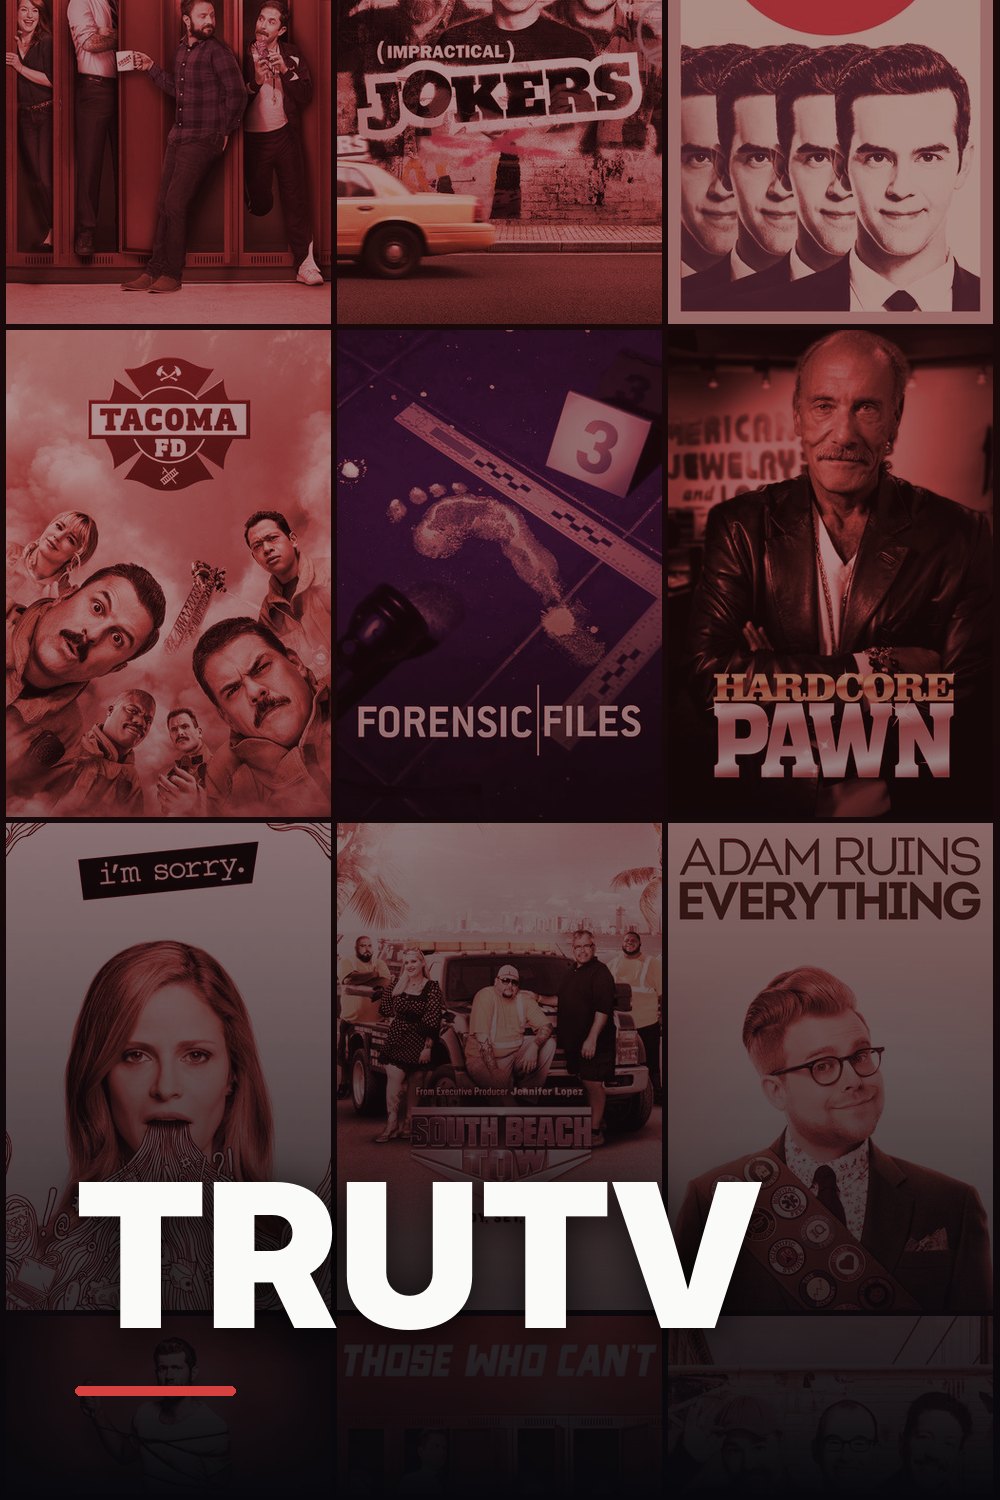 (IMPRACTICAL)
JOKERS
TACOMA
FD
3
FORENSIC FILES
HARDCORE
PAWN
i'm sorry.
From Executive Producer Jennifer Lopez
SOUTH BEACH
TOW
ADAM RUINS
EVERYTHING
TRUTV
THOSE WHO CAN'T